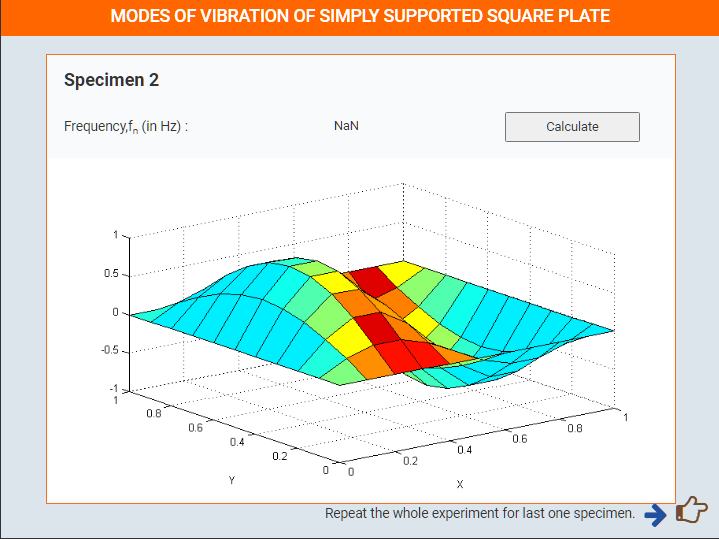 MODES OF VIBRATION OF SIMPLY SUPPORTED SQUARE PLATE
Specimen 2
Frequency,fn (in Hz) : NaN Calculate
1
0.5
0
-0.5
-1
1
0.8
0.6
0.4
0.2
0
Y
0
0.2
0.4
0.6
0.8
1
X
Repeat the whole experiment for last one specimen.